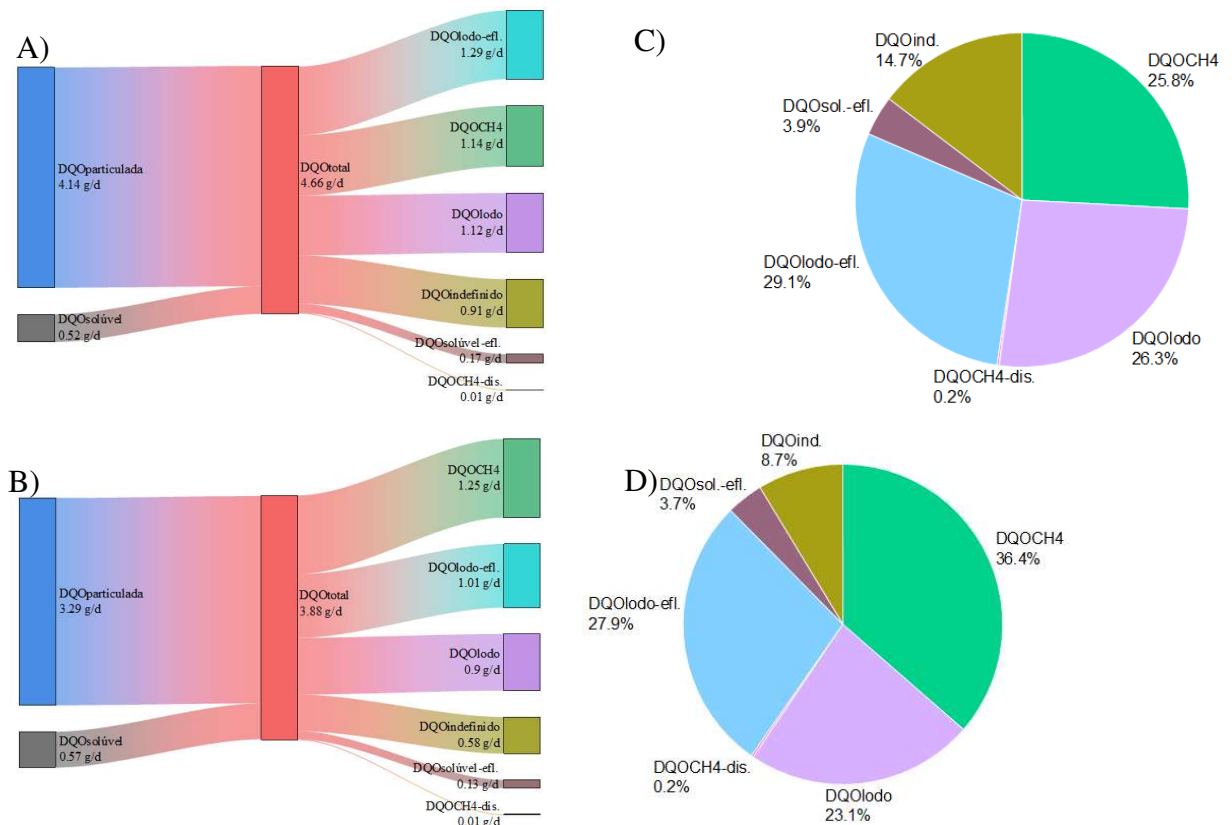 A)
DQOparticulada
4.14 g/d
DQOsolúvel
0.52 g/d
DQOtotal
4.66 g/d
DQOlodo-efl.
1.29 g/d
DQOCH4
1.14 g/d
DQOlodo
1.12 g/d
DQOindefinido
0.91 g/d
DQOsolúvel-efl.
0.17 g/d
DQOCH4-dis.
0.01 g/d
C)
DQOind.
14.7%
DQOCH4
25.8%
DQOsol.-efl.
3.9%
DQOlodo-efl.
29.1%
DQOlodo
26.3%
DQOCH4-dis.
0.2%
B)
DQOparticulada
3.29 g/d
DQOsolúvel
0.57 g/d
DQOtotal
3.88 g/d
DQOCH4
1.25 g/d
DQOlodo-efl.
1.01 g/d
DQOlodo
0.9 g/d
DQOindefinido
0.58 g/d
DQOsolúvel-efl.
0.13 g/d
DQOCH4-dis.
0.01 g/d
D)
DQOind.
8.7%
DQOsol.-efl.
3.7%
DQOCH4
36.4%
DQOlodo-efl.
27.9%
DQOCH4-dis.
0.2%
DQOlodo
23.1%